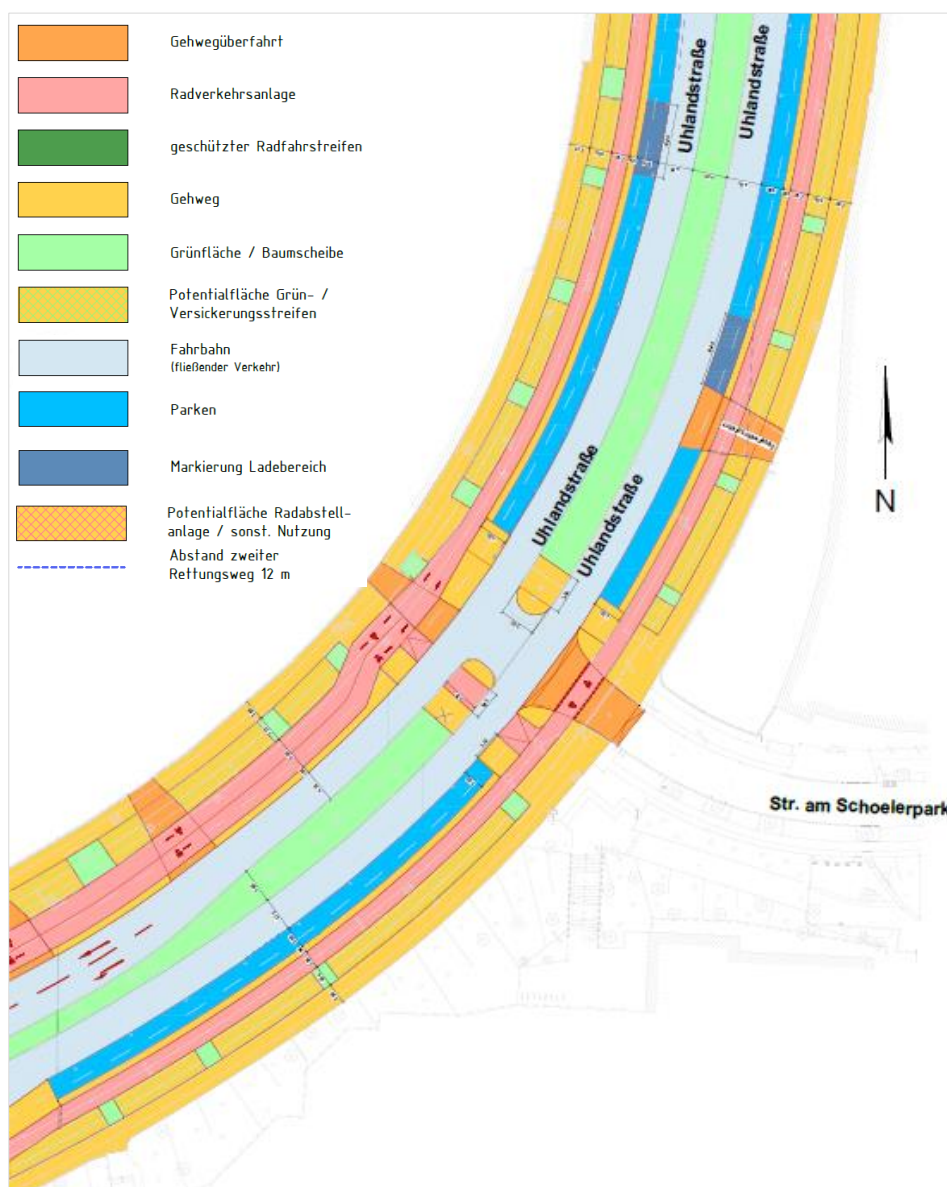 Gehwegüberfahrt
Radverkehrsanlage
geschützter Radfahrstreifen
Gehweg
Grünfläche / Baumscheibe
Potentialfläche Grün- /
Versickerungsstreifen
Fahrbahn
(fließender Verkehr)
Parken
Markierung Ladebereich
Potentialfläche Radabstell-
anlage / sonst. Nutzung
Abstand zweiter
Rettungsweg 12 m
Uhlandstraße
Uhlandstraße
Uhlandstraße
Uhlandstraße
N
Str. am Schoelerpark